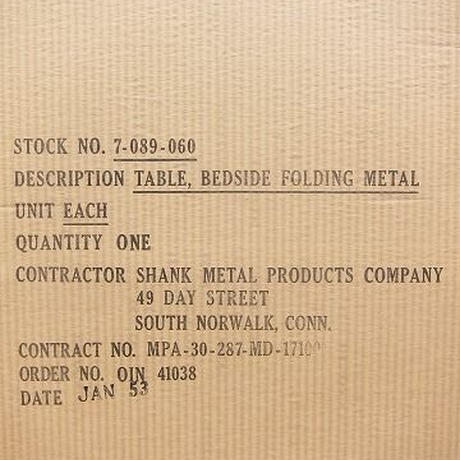 STOCK NO. 7-089-060
DESCRIPTION TABLE, BEDSIDE FOLDING METAL
UNIT EACH
QUANTITY ONE
CONTRACTOR SHANK METAL PRODUCTS COMPANY
49 DAY STREET
SOUTH NORWALK, CONN.
CONTRACT NO.
ORDER NO. OIN 41038
DATE JAN 53